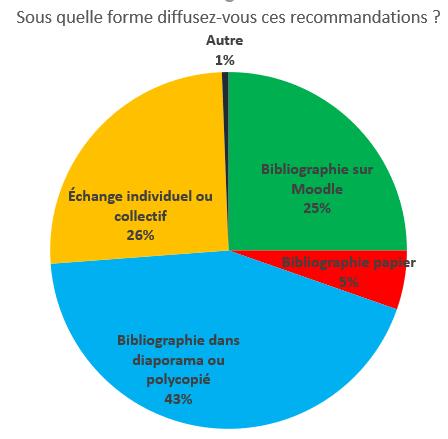 Sous quelle forme diffusez-vous ces recommandations ?
Autre
1%
Bibliographie sur
Moodle
25%
Bibliographie papier
5%
Bibliographie dans
diaporama ou
polycopié
43%
Échange individuel ou
collectif
26%